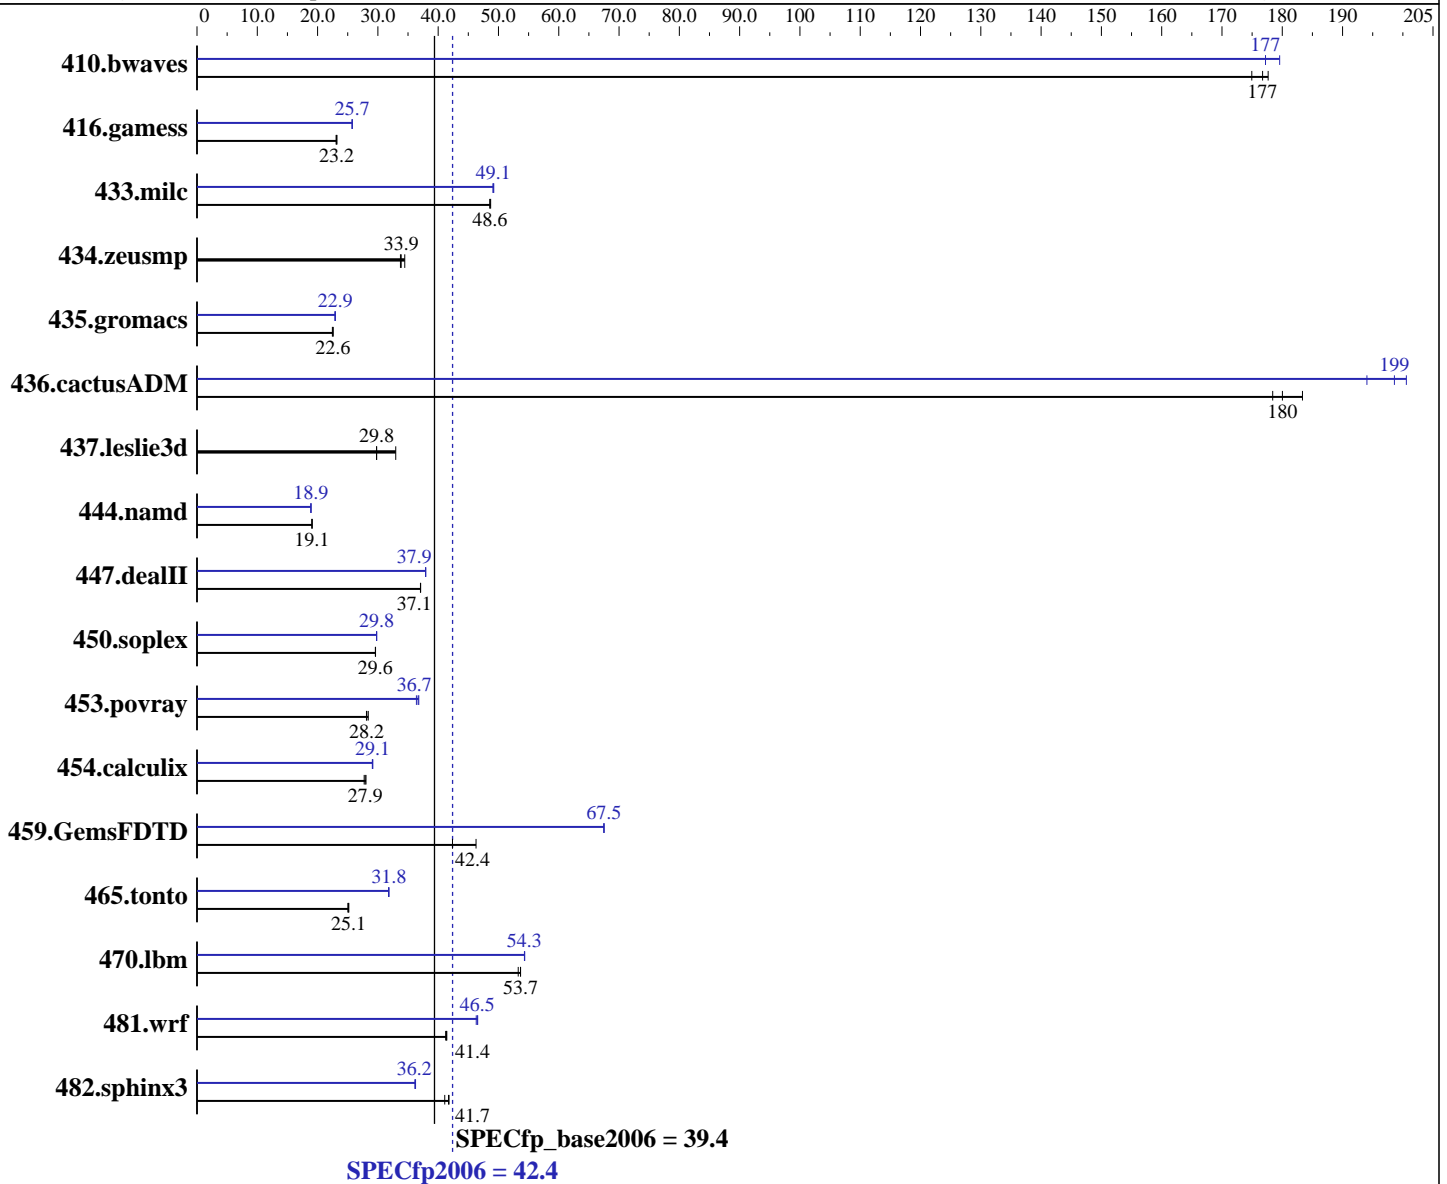 0 10.0 20.0 30.0 40.0 50.0 60.0 70.0 80.0 90.0 100 110 120 130 140 150 160 170 180 190 205
177
410.bwaves
177
25.7
416.gamess
23.2
49.1
433.milc
48.6
33.9
434.zeusmp
22.9
435.gromacs
22.6
199
436.cactusADM
180
29.8
437.leslie3d
18.9
444.namd
19.1
37.9
447.dealII
37.1
29.8
450.soplex
29.6
36.7
453.povray
28.2
29.1
454.calculix
27.9
67.5
459.GemsFDTD
42.4
31.8
465.tonto
25.1
54.3
470.lbm
53.7
46.5
481.wrf
41.4
36.2
482.sphinx3
41.7
SPECfp_base2006 = 39.4
SPECfp2006 = 42.4